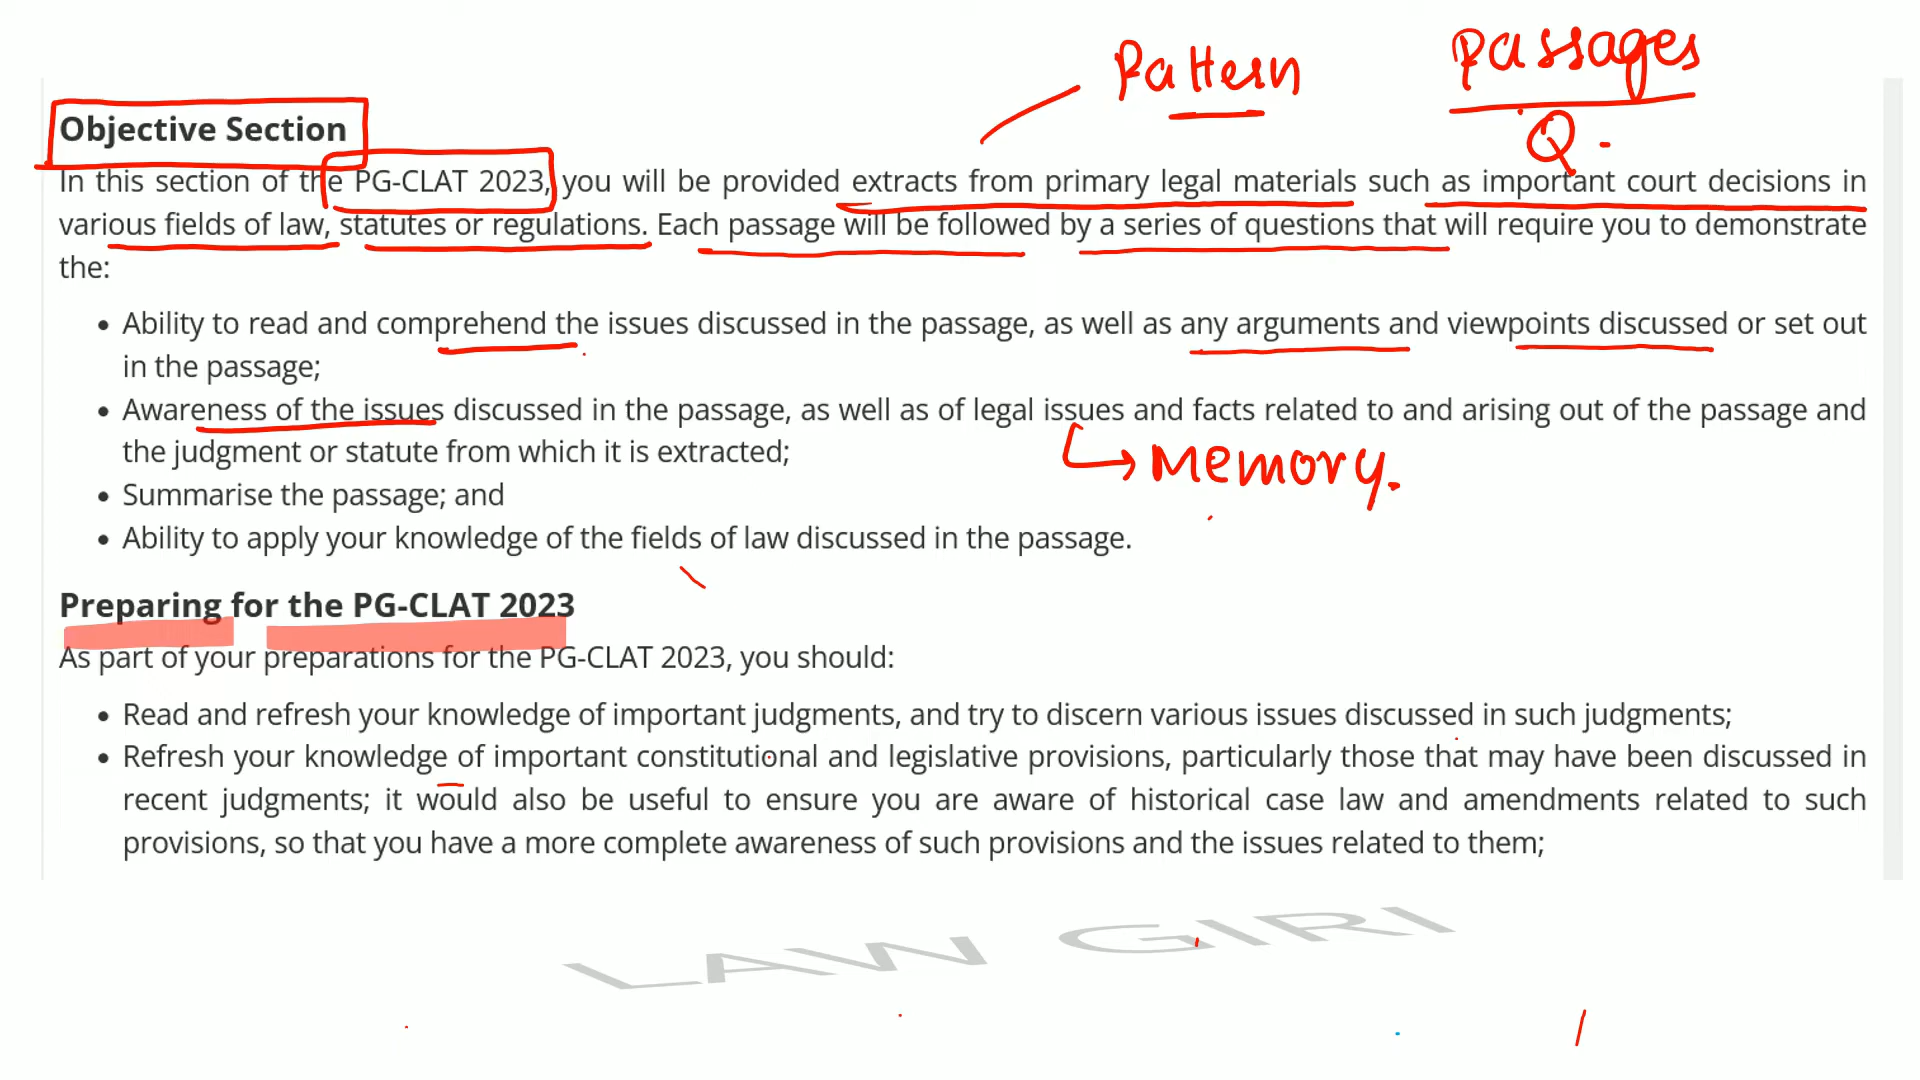 Pattern
Passages
Q.
Objective Section
In this section of the PG-CLAT 2023, you will be provided extracts from primary legal materials such as important court decisions in
various fields of law, statutes or regulations. Each passage will be followed by a series of questions that will require you to demonstrate
the:
• Ability to read and comprehend the issues discussed in the passage, as well as any arguments and viewpoints discussed or set out
in the passage;
• Awareness of the issues discussed in the passage, as well as of legal issues and facts related to and arising out of the passage and
the judgment or statute from which it is extracted;
Memory.
• Summarise the passage; and
• Ability to apply your knowledge of the fields of law discussed in the passage.
Preparing for the PG-CLAT 2023
As part of your preparations for the PG-CLAT 2023, you should:
• Read and refresh your knowledge of important judgments, and try to discern various issues discussed in such judgments;
• Refresh your knowledge of important constitutional and legislative provisions, particularly those that may have been discussed in
recent judgments; it would also be useful to ensure you are aware of historical case law and amendments related to such
provisions, so that you have a more complete awareness of such provisions and the issues related to them;
LAW GIRI